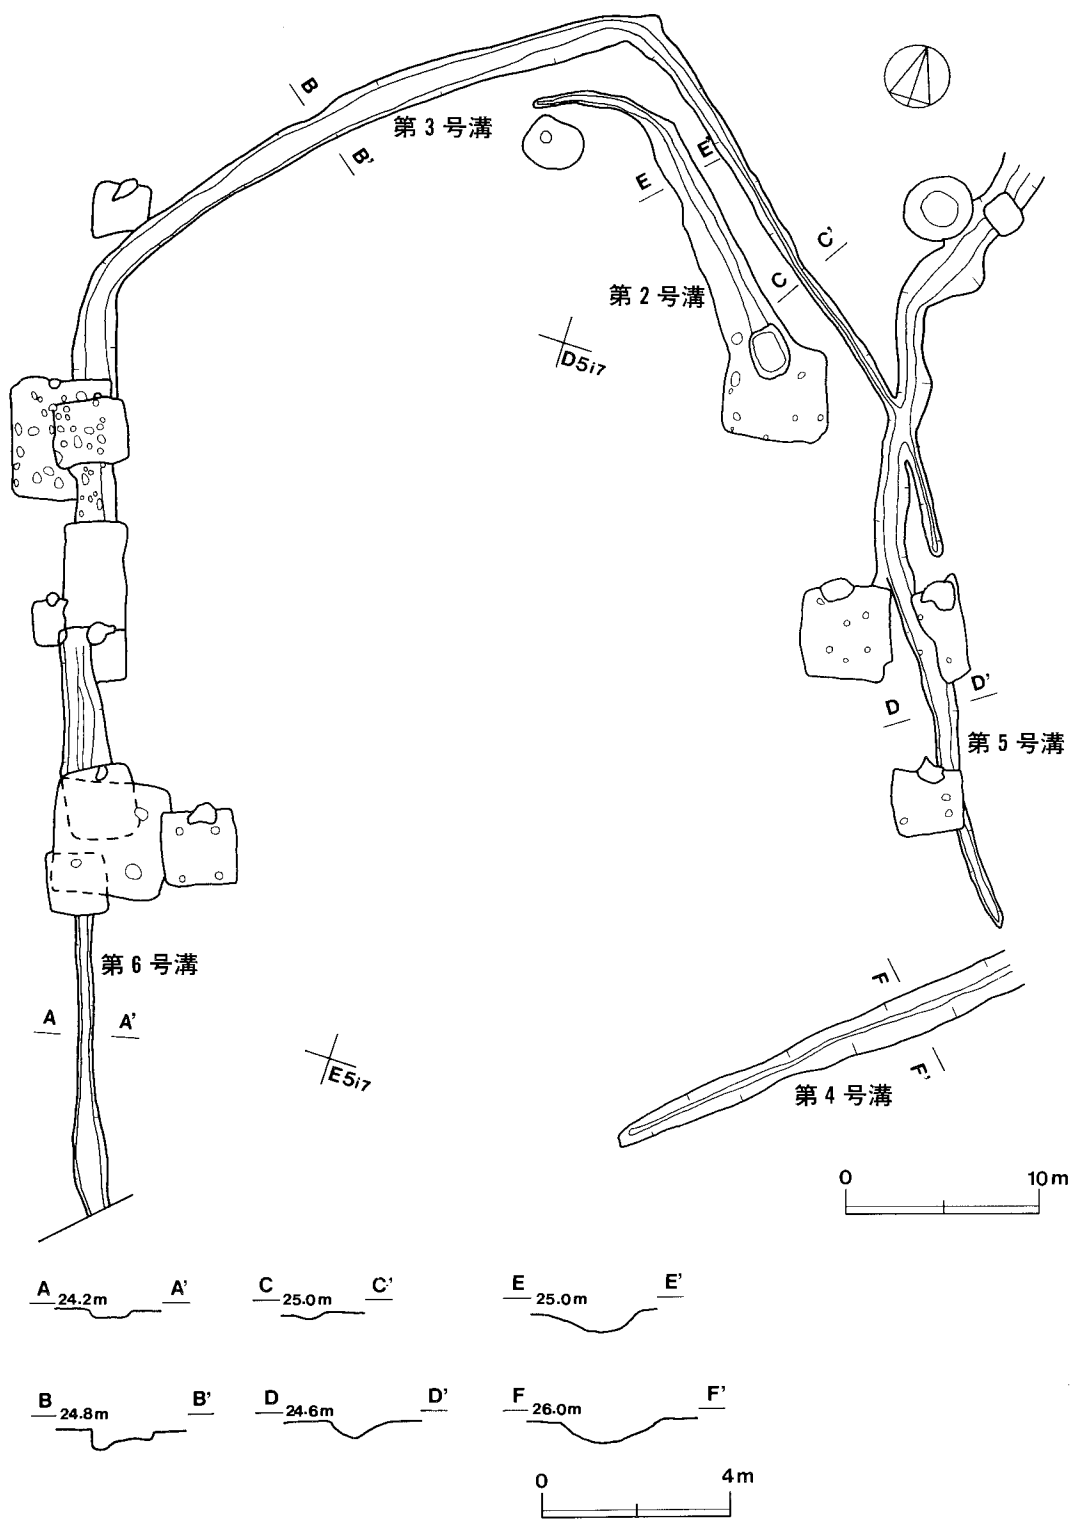 B
第3号溝
B'
E'
E
C'
C
第2号溝
D5i7
D'
D
第5号溝
第6号溝
F
A
A'
E5i7
F'
第4号溝
0 10m
A 24.2m A'
C 25.0m C'
E 25.0m E'
B 24.8m B'
D 24.6m D'
F 26.0m F'
0 4m